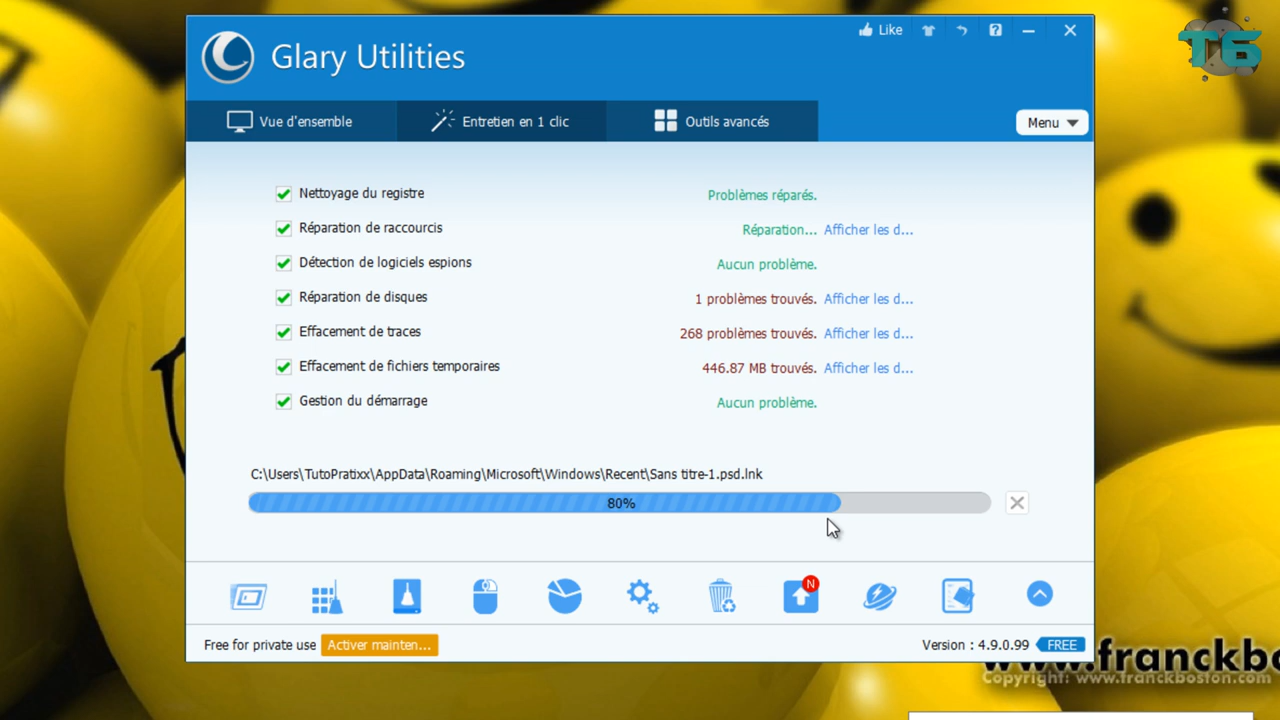 T6
Like
Glary Utilities
Vue d'ensemble
Entretien en 1 clic
Outils avancés
Menu
Nettoyage du registre
Problèmes réparés.
Réparation de raccourcis
Réparation... Afficher les d...
Détection de logiciels espions
Aucun problème.
Réparation de disques
1 problèmes trouvés. Afficher les d...
Effacement de traces
268 problèmes trouvés. Afficher les d...
Effacement de fichiers temporaires
446.87 MB trouvés. Afficher les d...
Gestion du démarrage
Aucun problème.
C:\Users\TutoPratixx\AppData\Roaming\Microsoft\Windows\Recent\Sans titre-1.psd.lnk
80%
N
Free for private use
Activer mainten...
Version : 4.9.0.99
FREE
www.franckbo
Copyright: www.franckboston.com